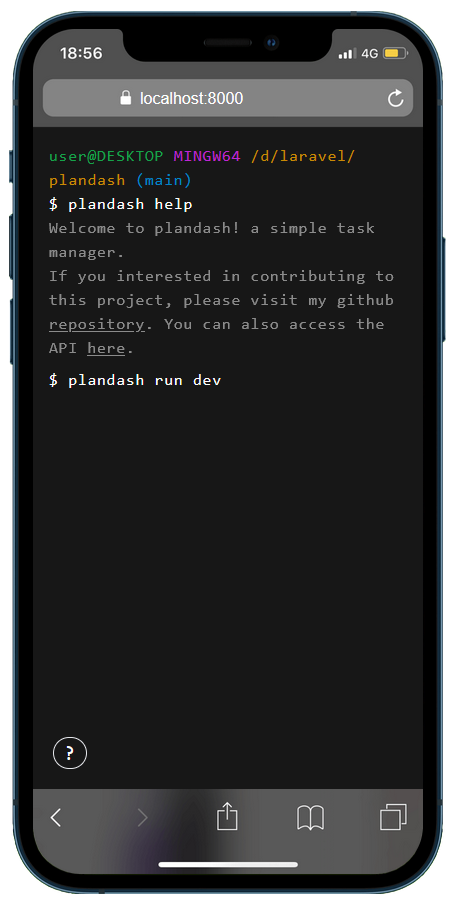 18:56
4G
localhost:8000
user@DESKTOP MINGW64 /d/laravel/
plandash (main)
$ plandash help
Welcome to plandash! a simple task
manager.
If you interested in contributing to
this project, please visit my github
repository. You can also access the
API here.
$ plandash run dev
?